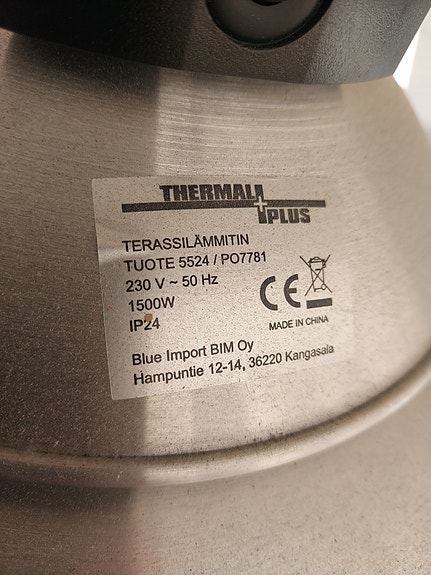 THERMAL
PLUS
TERASSILÄMMITIN
TUOTE 5524 / PO7781
230 V ~ 50 Hz
1500W
IP24
CE
MADE IN CHINA
Blue Import BIM Oy
Hampuntie 12-14, 36220 Kangasala